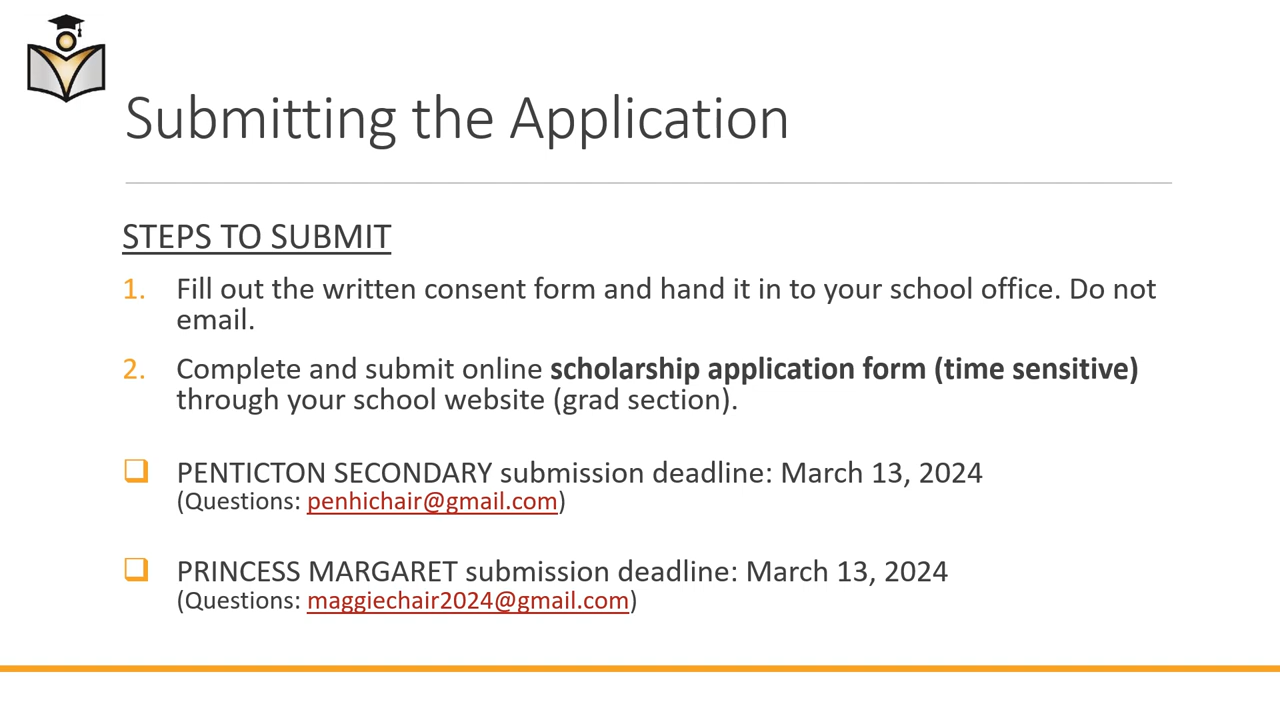 Submitting the Application
STEPS TO SUBMIT
1. Fill out the written consent form and hand it in to your school office. Do not
email.
2. Complete and submit online scholarship application form (time sensitive)
through your school website (grad section).
❑ PENTICTON SECONDARY submission deadline: March 13, 2024
(Questions: penhichair@gmail.com)
❑ PRINCESS MARGARET submission deadline: March 13, 2024
(Questions: maggiechair2024@gmail.com)